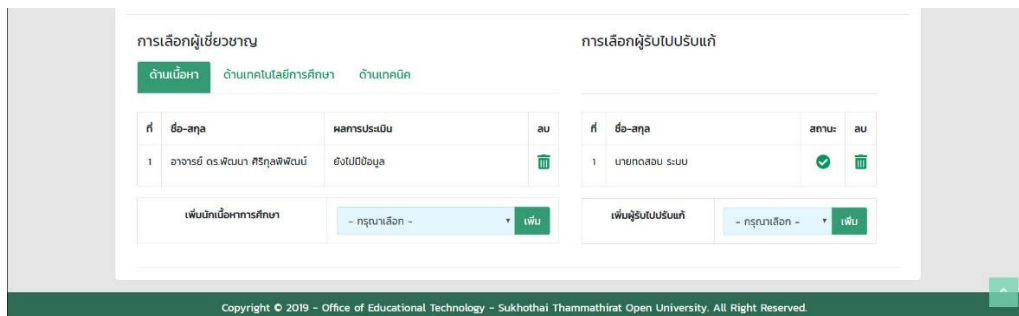 การเลือกผู้เชี่ยวชาญ
ด้านเนื้อหา ด้านเทคโนโลยีการศึกษา ด้านเทคนิค
ที่ ชื่อ-สกุล ผลการประเมิน ลบ
1 อาจารย์ ดร.พัฒนา ศิริกุลพิพัฒน์ ยังไม่มีข้อมูล
เพิ่มนักเนื้อหาการศึกษา - กรุณาเลือก - เพิ่ม
การเลือกผู้รับไปปรับแก้
ที่ ชื่อ-สกุล สถานะ ลบ
1 นายทดสอบ ระบบ
เพิ่มผู้รับไปปรับแก้ - กรุณาเลือก - เพิ่ม
Copyright © 2019 - Office of Educational Technology - Sukhothai Thammathirat Open University. All Right Reserved.